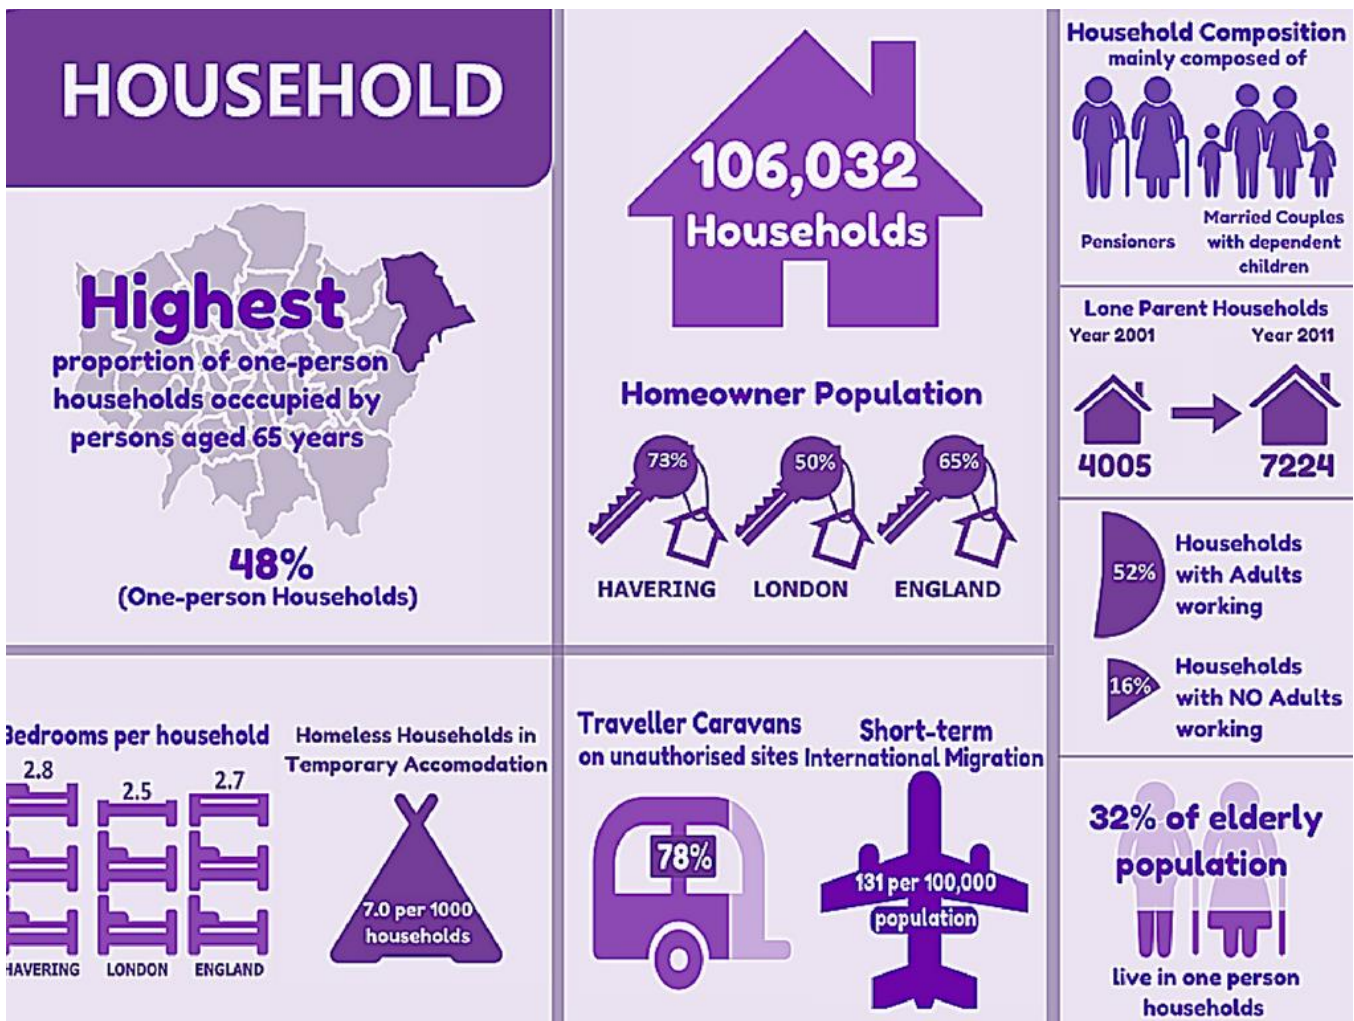 HOUSEHOLD
Highest
proportion of one-person
households occcupied by
persons aged 65 years
48%
(One-person Households)
106,032
Households
Homeowner Population
73% 50% 65%
HAVERING LONDON ENGLAND
Household Composition
mainly composed of
Pensioners
Married Couples
with dependent
children
Lone Parent Households
Year 2001 Year 2011
4005 7224
52%
Households
with Adults
working
16%
Households
with NO Adults
working
Bedrooms per household
2.8 2.5 2.7
HAVERING LONDON ENGLAND
Homeless Households in
Temporary Accomodation
7.0 per 1000
households
Traveller Caravans
on unauthorised sites
78%
Short-term
International Migration
131 per 100,000
population
32% of elderly
population
live in one person
households